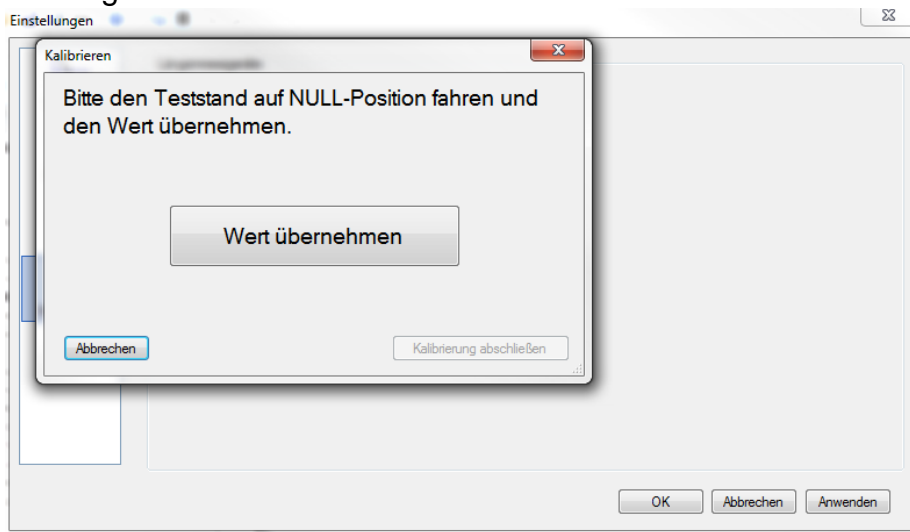 Einstellungen
Kalibrieren
Bitte den Teststand auf NULL-Position fahren und
den Wert übernehmen.
Wert übernehmen
Abbrechen
Kalibrierung abschließen
OK
Abbrechen
Anwenden